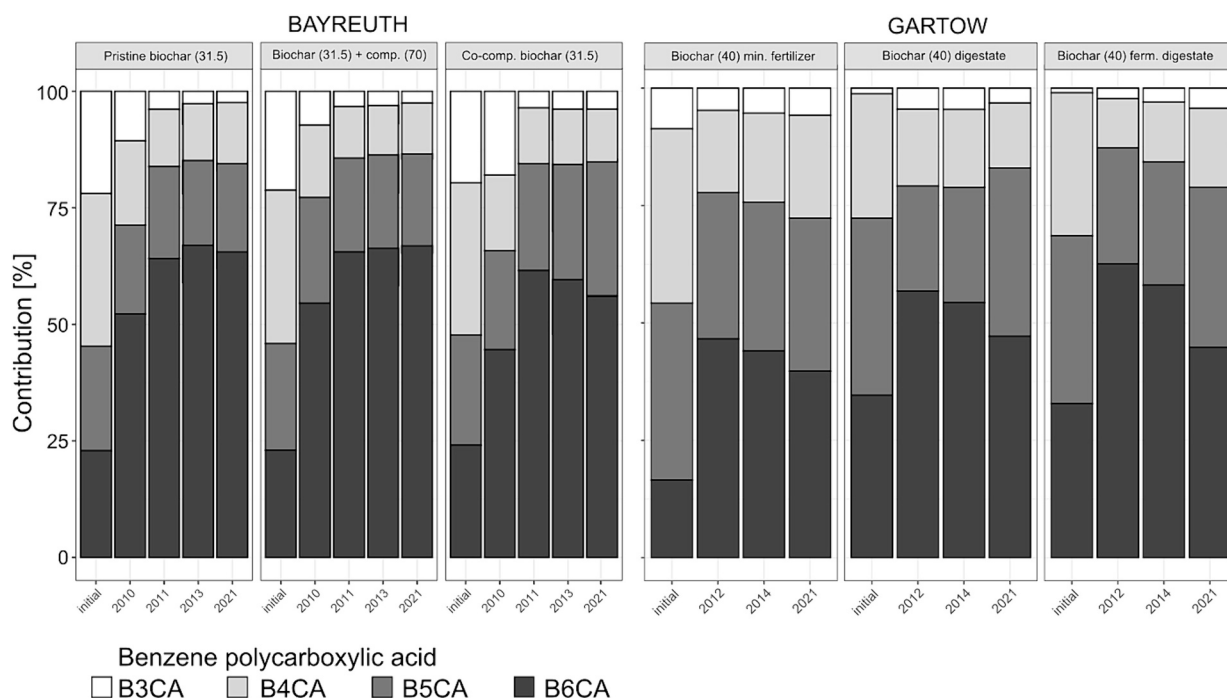 BAYREUTH
GARTOW
Pristine biochar (31.5)
Biochar (31.5) + comp. (70)
Co-comp. biochar (31.5)
Biochar (40) min. fertilizer
Biochar (40) digestate
Biochar (40) ferm. digestate
Contribution [%]
100
75
50
25
0
initial 2010 2011 2013 2021
initial 2010 2011 2013 2021
initial 2010 2011 2013 2021
initial 2012 2014 2021
initial 2012 2014 2021
initial 2012 2014 2021
Benzene polycarboxylic acid
B3CA B4CA B5CA B6CA